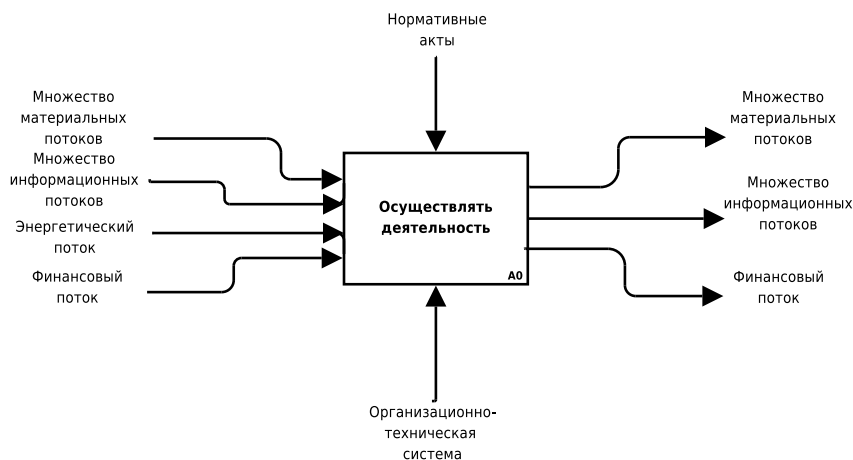 Нормативные
акты
Множество
материальных
потоков
Множество
информационных
потоков
Энергетический
поток
Финансовый
поток
Осуществлять
деятельность
A0
Множество
материальных
потоков
Множество
информационных
потоков
Финансовый
поток
Организационно-
техническая
система